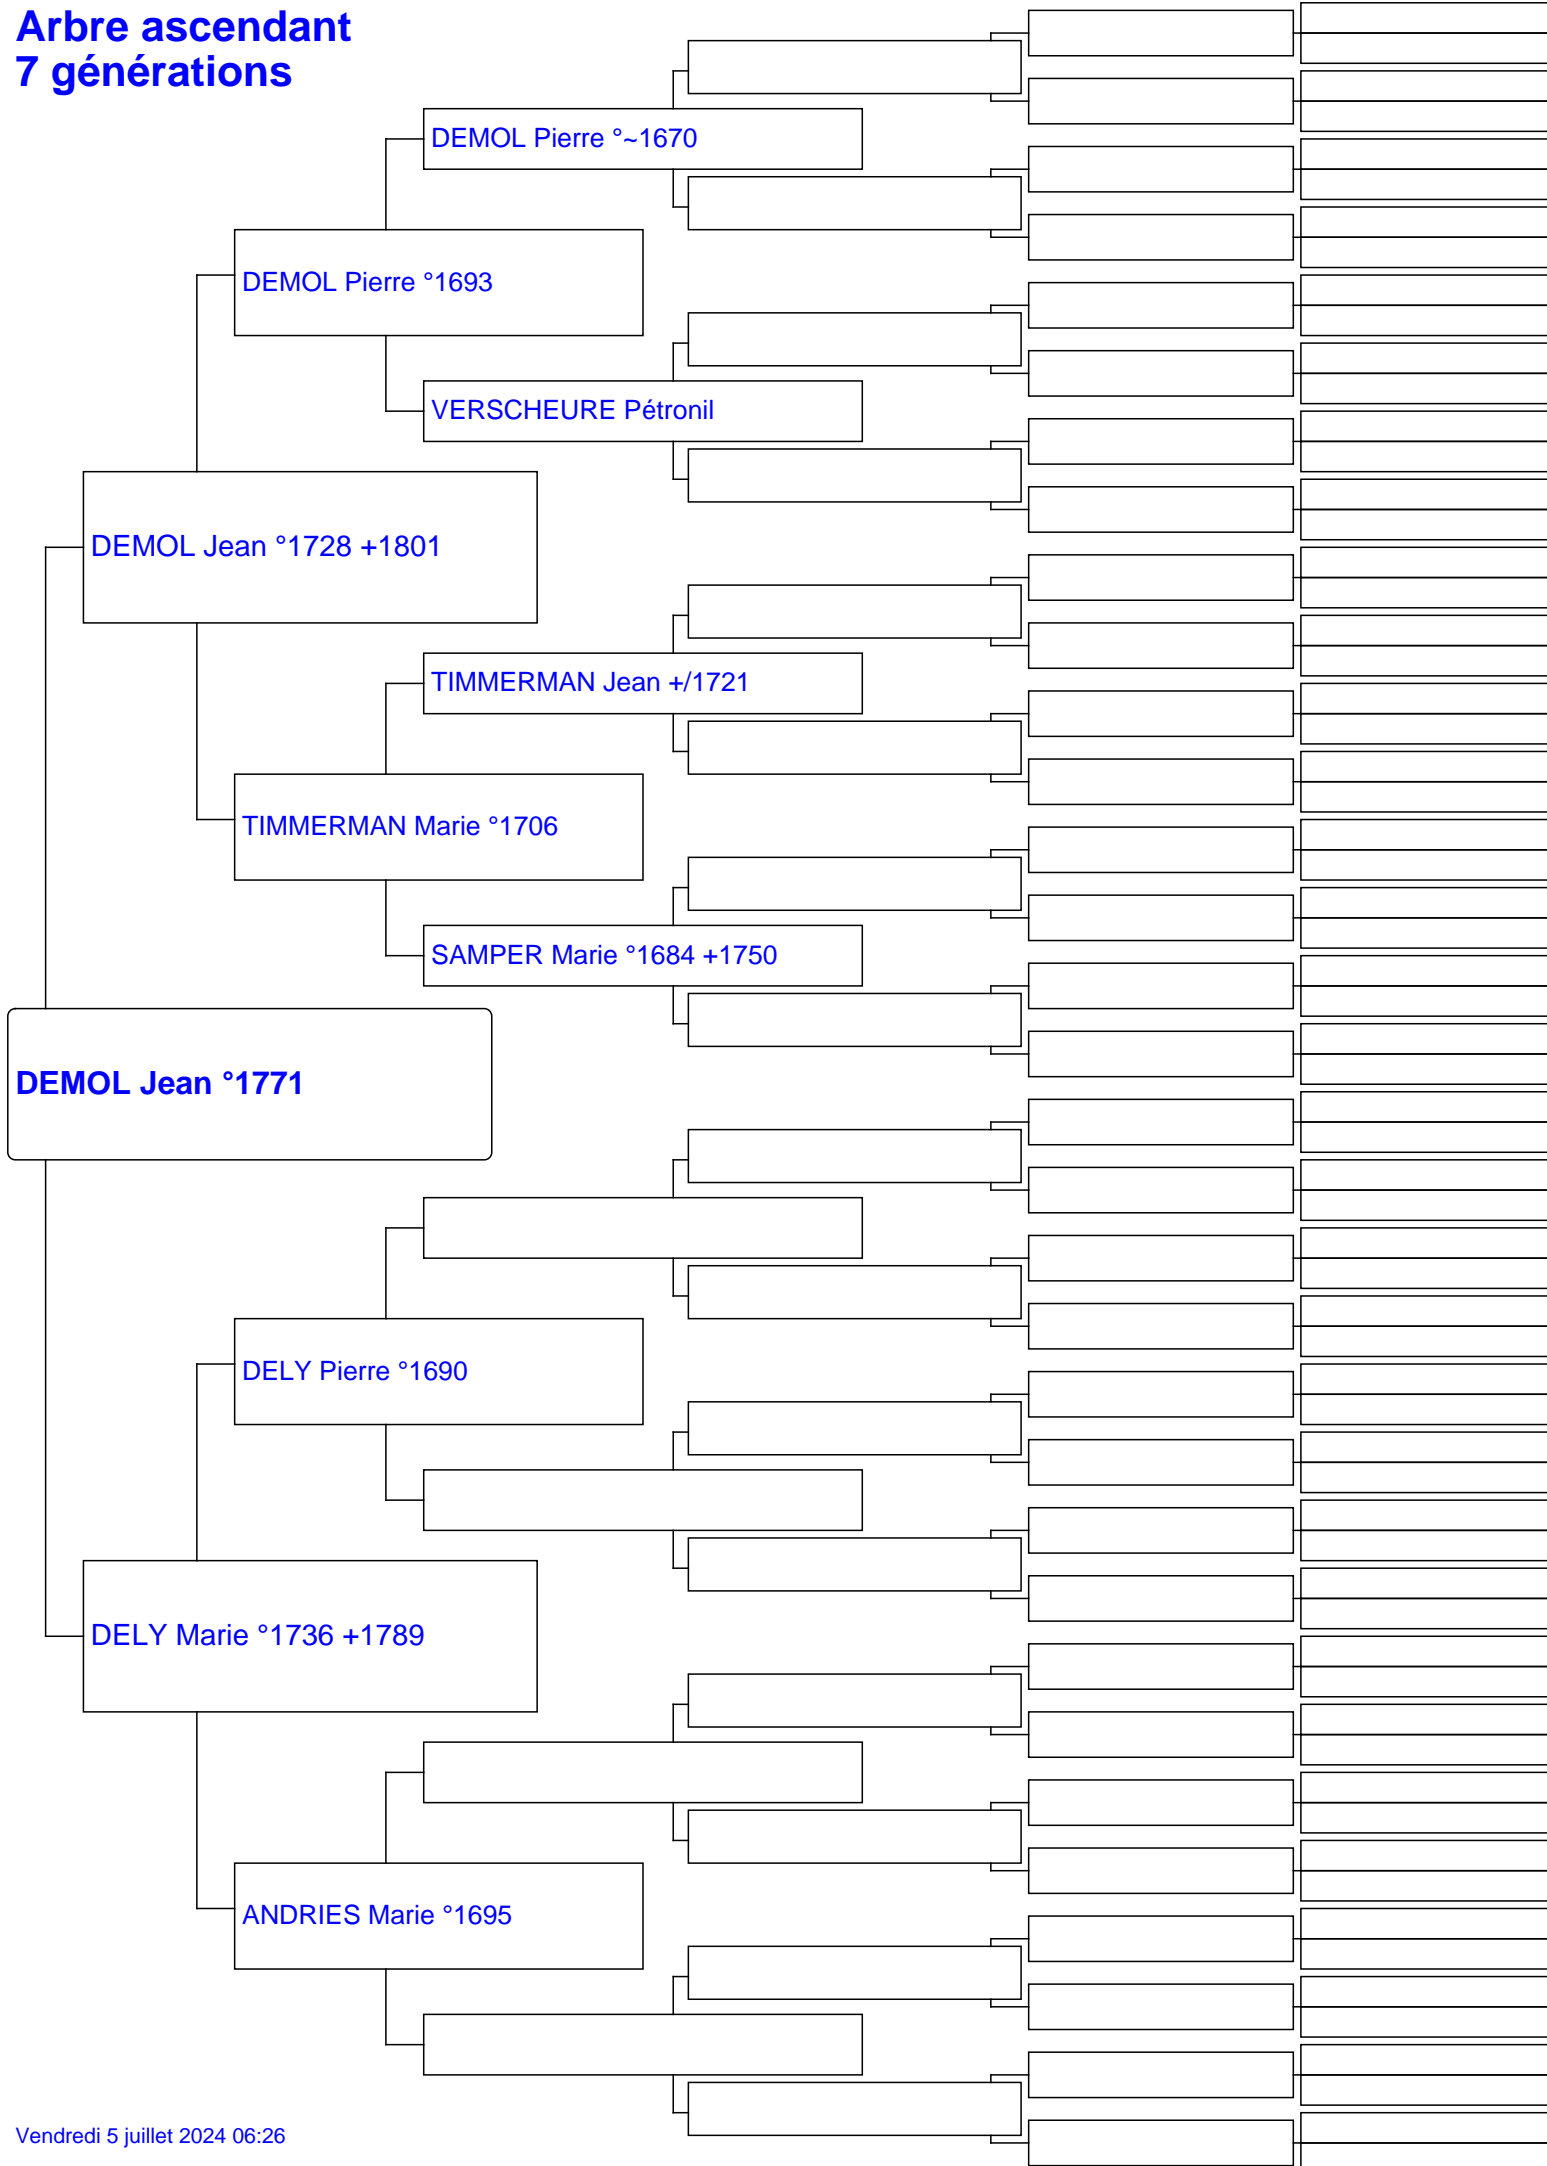 Arbre ascendant
7 générations
DEMOL Pierre °~1670
DEMOL Pierre °1693
VERSCHEURE Pétronil
DEMOL Jean °1728 +1801
TIMMERMAN Jean +/1721
TIMMERMAN Marie °1706
SAMPER Marie °1684 +1750
DEMOL Jean °1771
DELY Pierre °1690
DELY Marie °1736 +1789
ANDRIES Marie °1695
Vendredi 5 juillet 2024 06:26